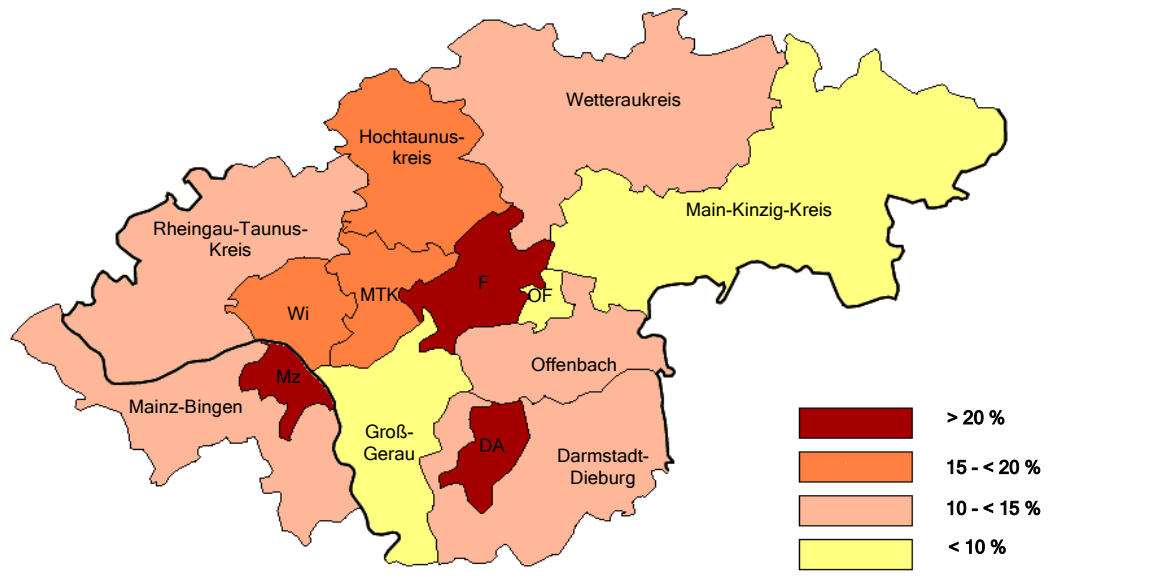 Wetteraukreis
Hochtaunus-
kreis
Main-Kinzig-Kreis
Rheingau-Taunus-
Kreis
F
MTK
OF
Wi
Offenbach
Mz
Mainz-Bingen
Groß-
Gerau
DA
Darmstadt-
Dieburg
> 20 %
15 - < 20 %
10 - < 15 %
< 10 %